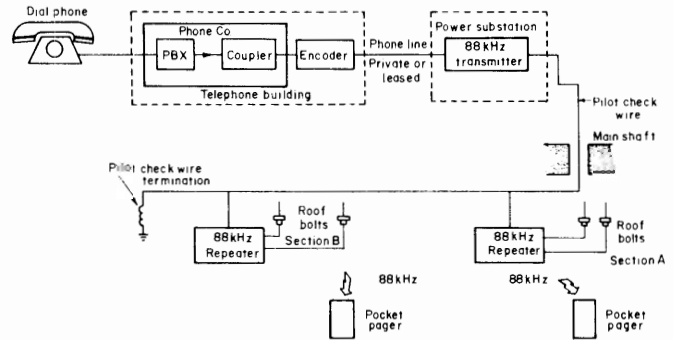 Dial phone
Phone Co
PBX
Coupler
Encoder
Telephone building
Phone line
Private or
leased
Power substation
88 kHz
transmitter
Pilot check
wire
Main shaft
Pilot check wire
termination
88 kHz
Repeater
Roof
bolts
Section B
88 kHz
Repeater
Roof
bolts
Section A
88 kHz
Pocket
pager
88 kHz
Pocket
pager